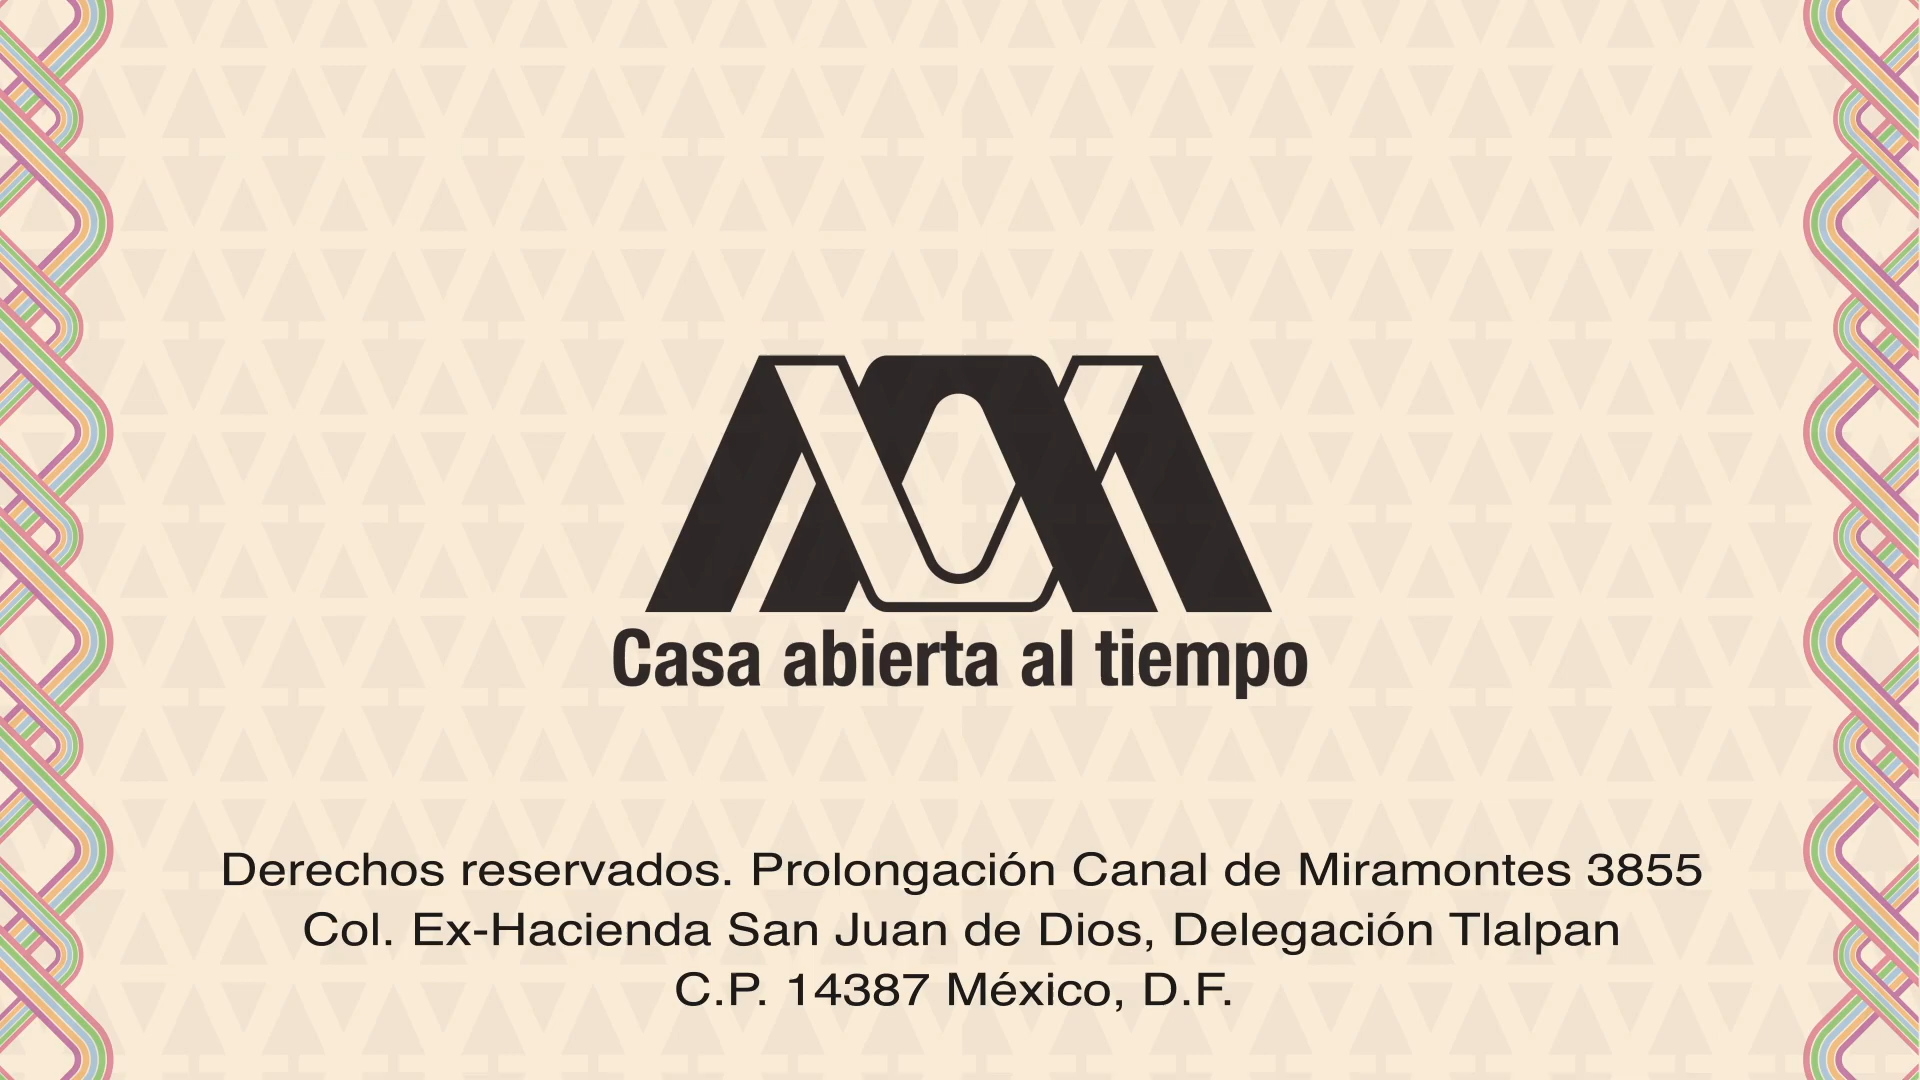 Casa abierta al tiempo
Derechos reservados. Prolongación Canal de Miramontes 3855
Col. Ex-Hacienda San Juan de Dios, Delegación Tlalpan
C.P. 14387 México, D.F.